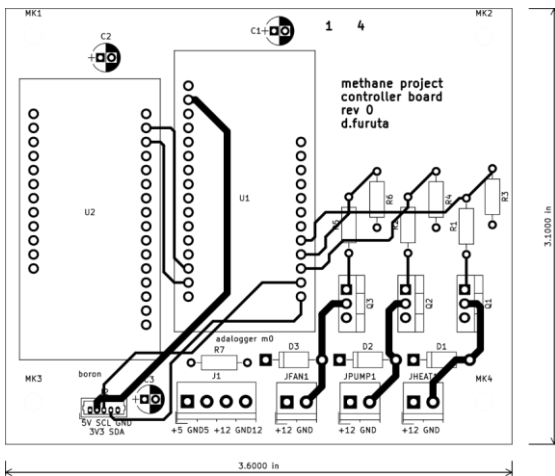 MK1
MK2
C2
C1
1 4
methane project
controller board
rev 0
d.furuta
U2
U1
R6
R4
R3
R2
R1
Q3
Q2
Q1
adalogger m0
R7
D3
D2
D1
MK3
boron
C3
J1
JFAN1
JPUMP1
JHEAT1
MK4
5V SCL GND
3V3 SDA
+5 GND5 +12 GND12
+12 GND
+12 GND
+12 GND
3.1000 in
3.6000 in